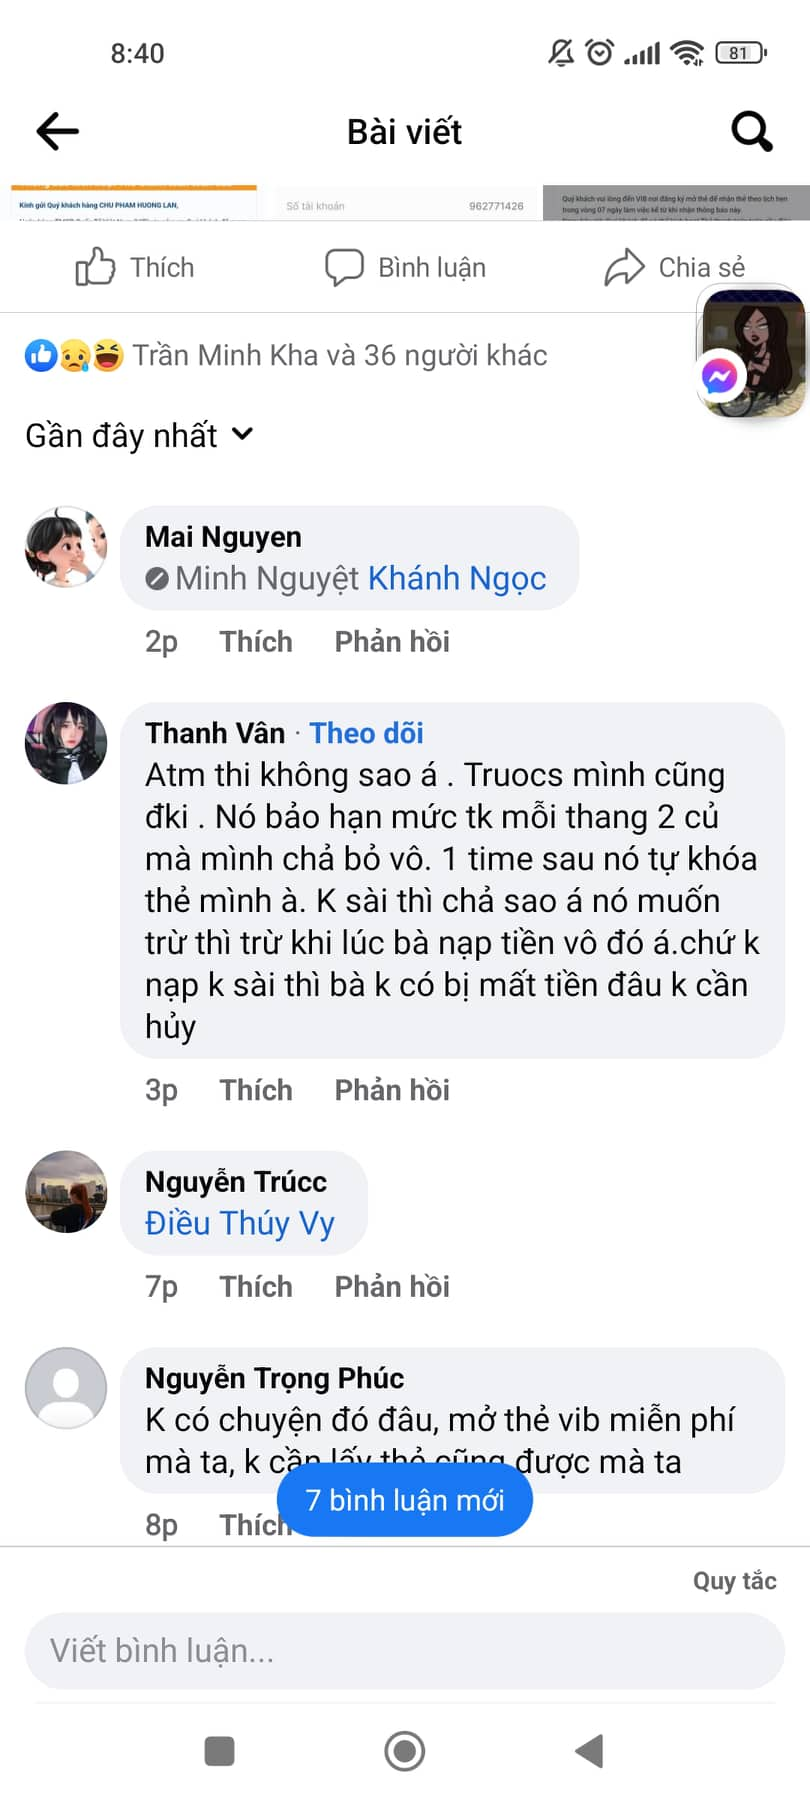 8:40
81
Bài viết
Kính gửi Quý khách hàng CHU PHAM HUONG LAN,
Số tài khoản
962771426
Quý khách vui lòng đến VIB nơi đăng ký mở thẻ để nhận thẻ theo lịch hẹn
trong vòng 07 ngày làm việc kể từ khi nhận thông báo này
Thích
Bình luận
Chia sẻ
Trần Minh Kha và 36 người khác
Gần đây nhất
Mai Nguyen
Minh Nguyệt Khánh Ngọc
2p Thích Phản hồi
Thanh Vân · Theo dõi
Atm thi không sao á . Truocs mình cũng
đki . Nó bảo hạn mức tk mỗi thang 2 củ
mà mình chả bỏ vô. 1 time sau nó tự khóa
thẻ mình à. K sài thì chả sao á nó muốn
trừ thì trừ khi lúc bà nạp tiền vô đó á.chứ k
nạp k sài thì bà k có bị mất tiền đâu k cần
hủy
3p Thích Phản hồi
Nguyễn Trúcc
Điều Thúy Vy
7p Thích Phản hồi
Nguyễn Trọng Phúc
K có chuyện đó đâu, mở thẻ vib miễn phí
mà ta, k cần lấy thẻ cũng được mà ta
7 bình luận mới
8p Thích
Quy tắc
Viết bình luận...